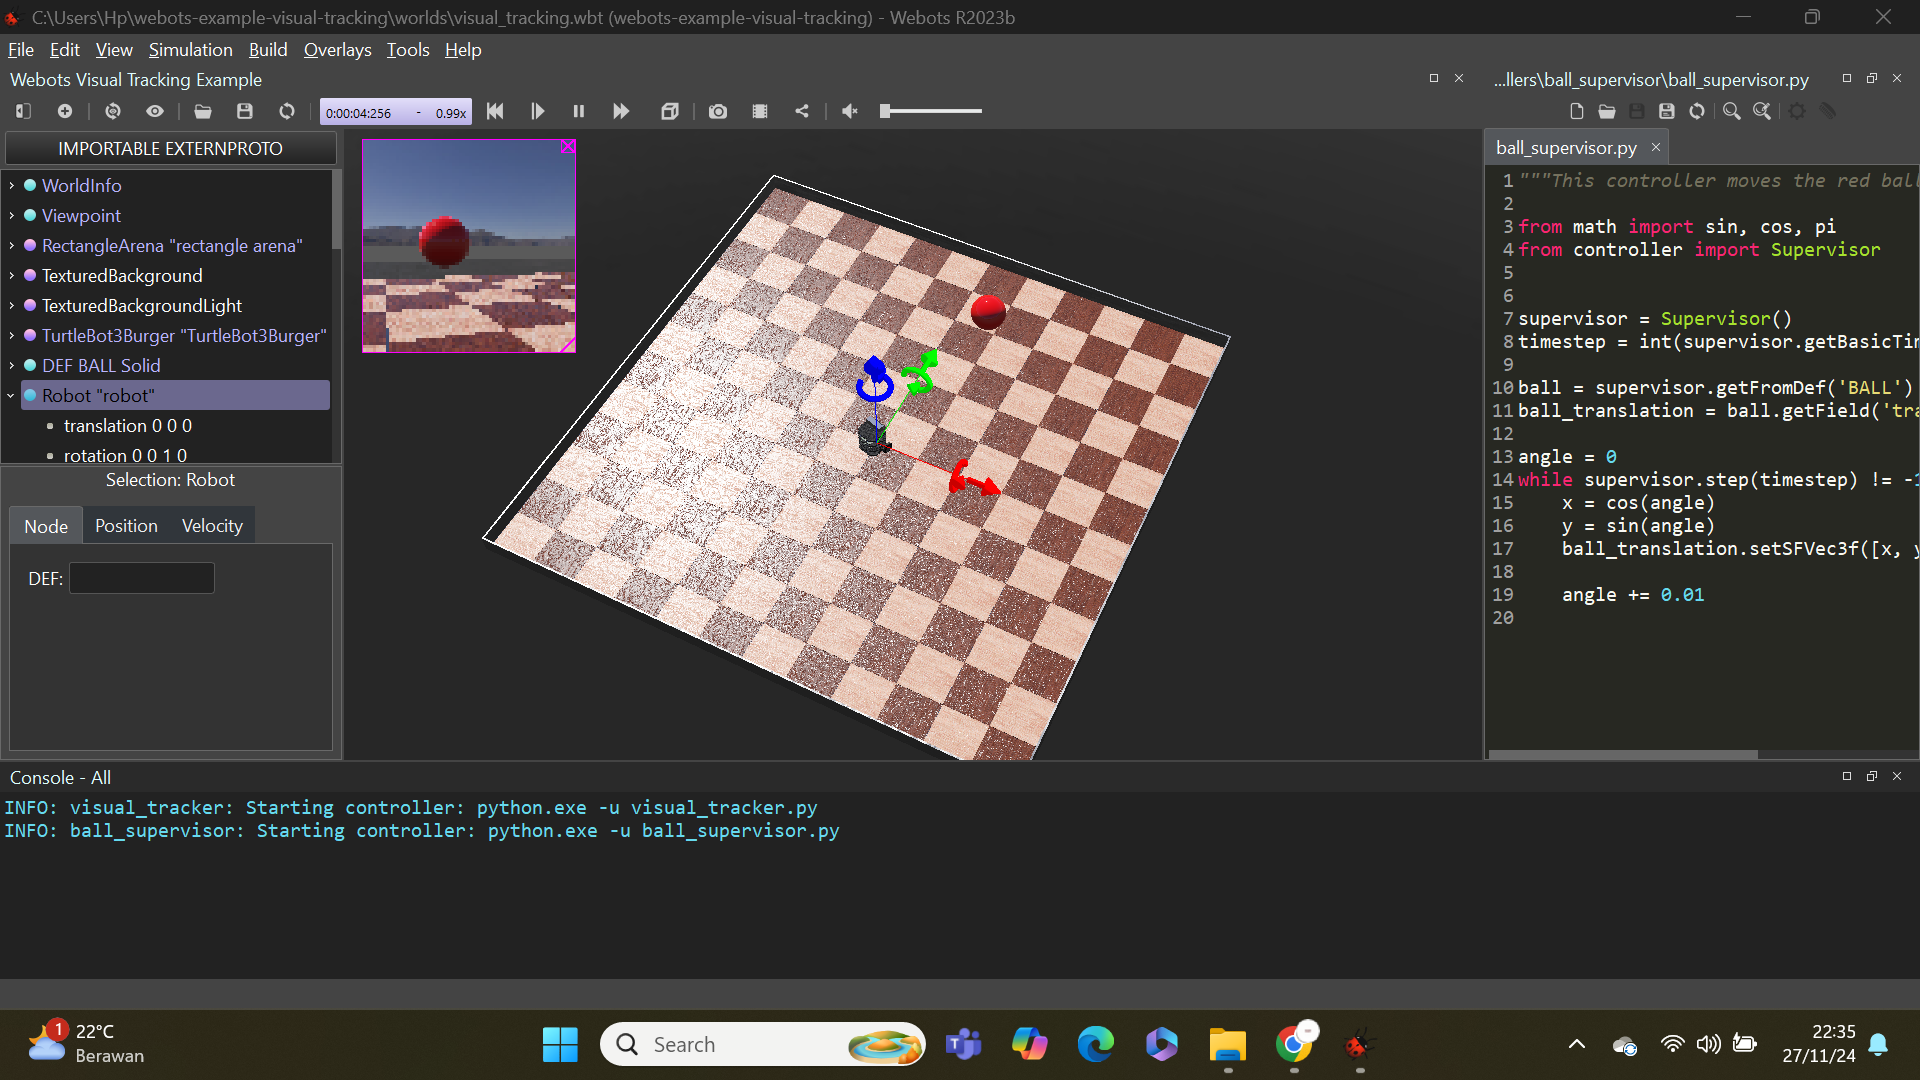 C:\Users\Hp\webots-example-visual-tracking\worlds\visual_tracking.wbt (webots-example-visual-tracking) - Webots R2023b
File Edit View Simulation Build Overlays Tools Help
Webots Visual Tracking Example
...llers\ball_supervisor\ball_supervisor.py
0:00:04:256 - 0.99x
IMPORTABLE EXTERNPROTO
WorldInfo
Viewpoint
RectangleArena "rectangle arena"
TexturedBackground
TexturedBackgroundLight
TurtleBot3Burger "TurtleBot3Burger"
DEF BALL Solid
Robot "robot"
translation 0 0 0
rotation 0 0 1 0
Selection: Robot
Node Position Velocity
DEF:
ball_supervisor.py
1 """This controller moves the red ball
2
3 from math import sin, cos, pi
4 from controller import Supervisor
5
6
7 supervisor = Supervisor()
8 timestep = int(supervisor.getBasicTi
9
10 ball = supervisor.getFromDef('BALL')
11 ball_translation = ball.getField('tra
12
13 angle = 0
14 while supervisor.step(timestep) != -1
15 x = cos(angle)
16 y = sin(angle)
17 ball_translation.setSFVec3f([x, y
18
19 angle += 0.01
20
Console - All
INFO: visual_tracker: Starting controller: python.exe -u visual_tracker.py
INFO: ball_supervisor: Starting controller: python.exe -u ball_supervisor.py
1
22°C
Berawan
Search
22:35
27/11/24